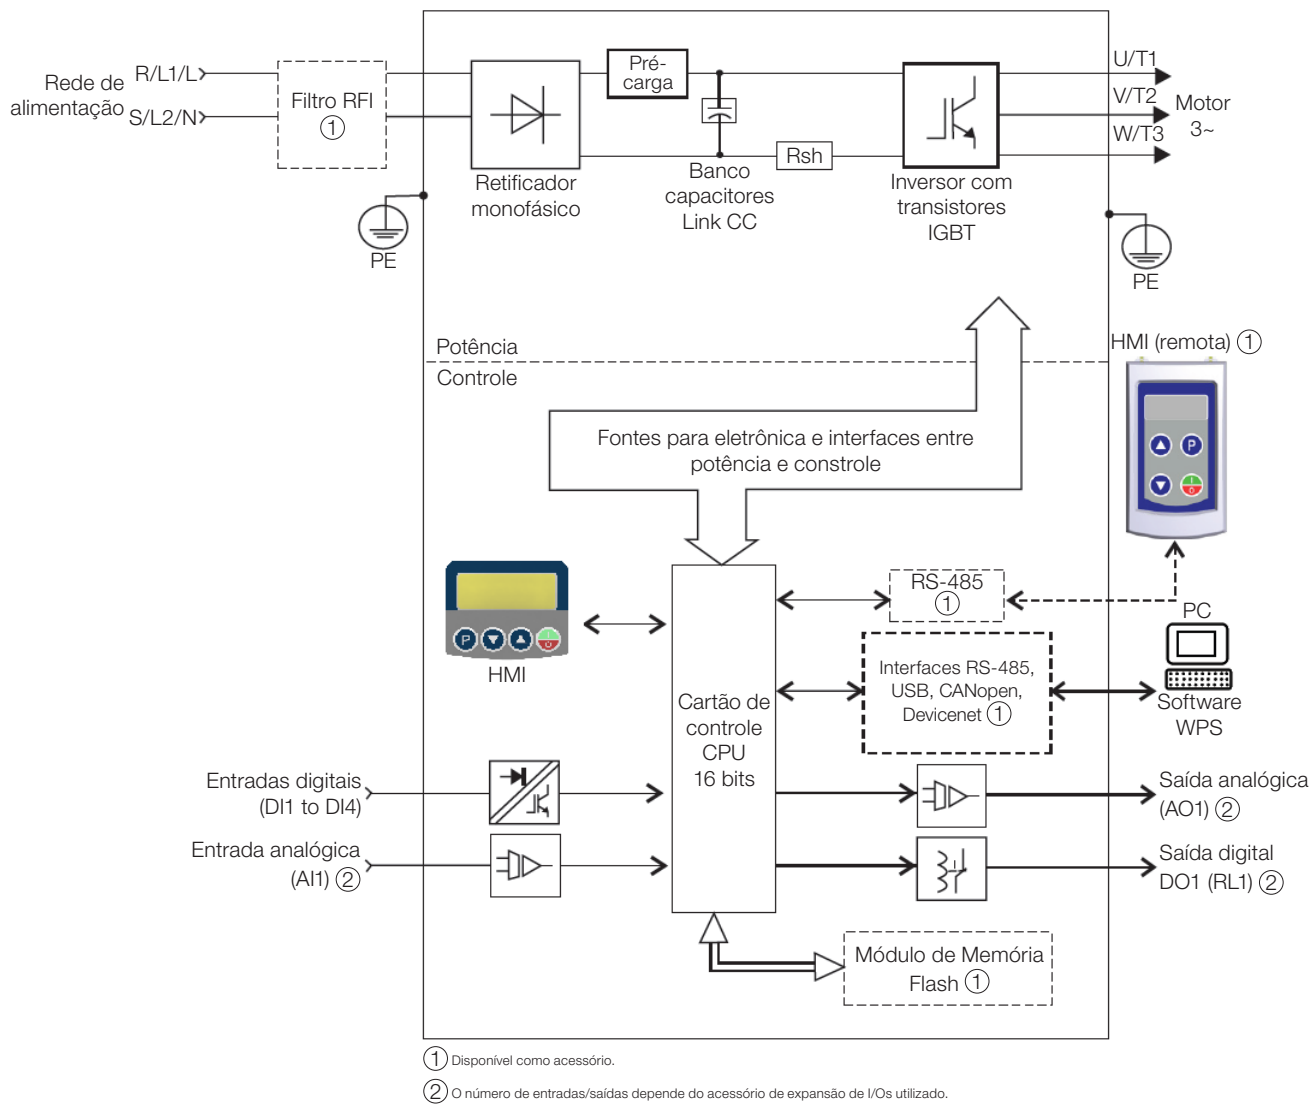 Rede de
alimentação
R/L1/L
S/L2/N
Filtro RFI
①
PE
Retificador
monofásico
Pré-
carga
Banco
capacitores
Link CC
Rsh
Inversor com
transistores
IGBT
U/T1
V/T2
W/T3
Motor
3~
PE
Potência
Controle
Fontes para eletrônica e interfaces entre
potência e constrole
HMI (remota) ①
P
I
0
P
I
0
HMI
RS-485
①
PC
Software
WPS
Interfaces RS-485,
USB, CANopen,
Devicenet ①
Cartão de
controle
CPU
16 bits
Entradas digitais
(DI1 to DI4)
Entrada analógica
(AI1) ②
Saída analógica
(AO1) ②
Saída digital
DO1 (RL1) ②
Módulo de Memória
Flash ①
① Disponível como acessório.
② O número de entradas/saídas depende do acessório de expansão de I/Os utilizado.